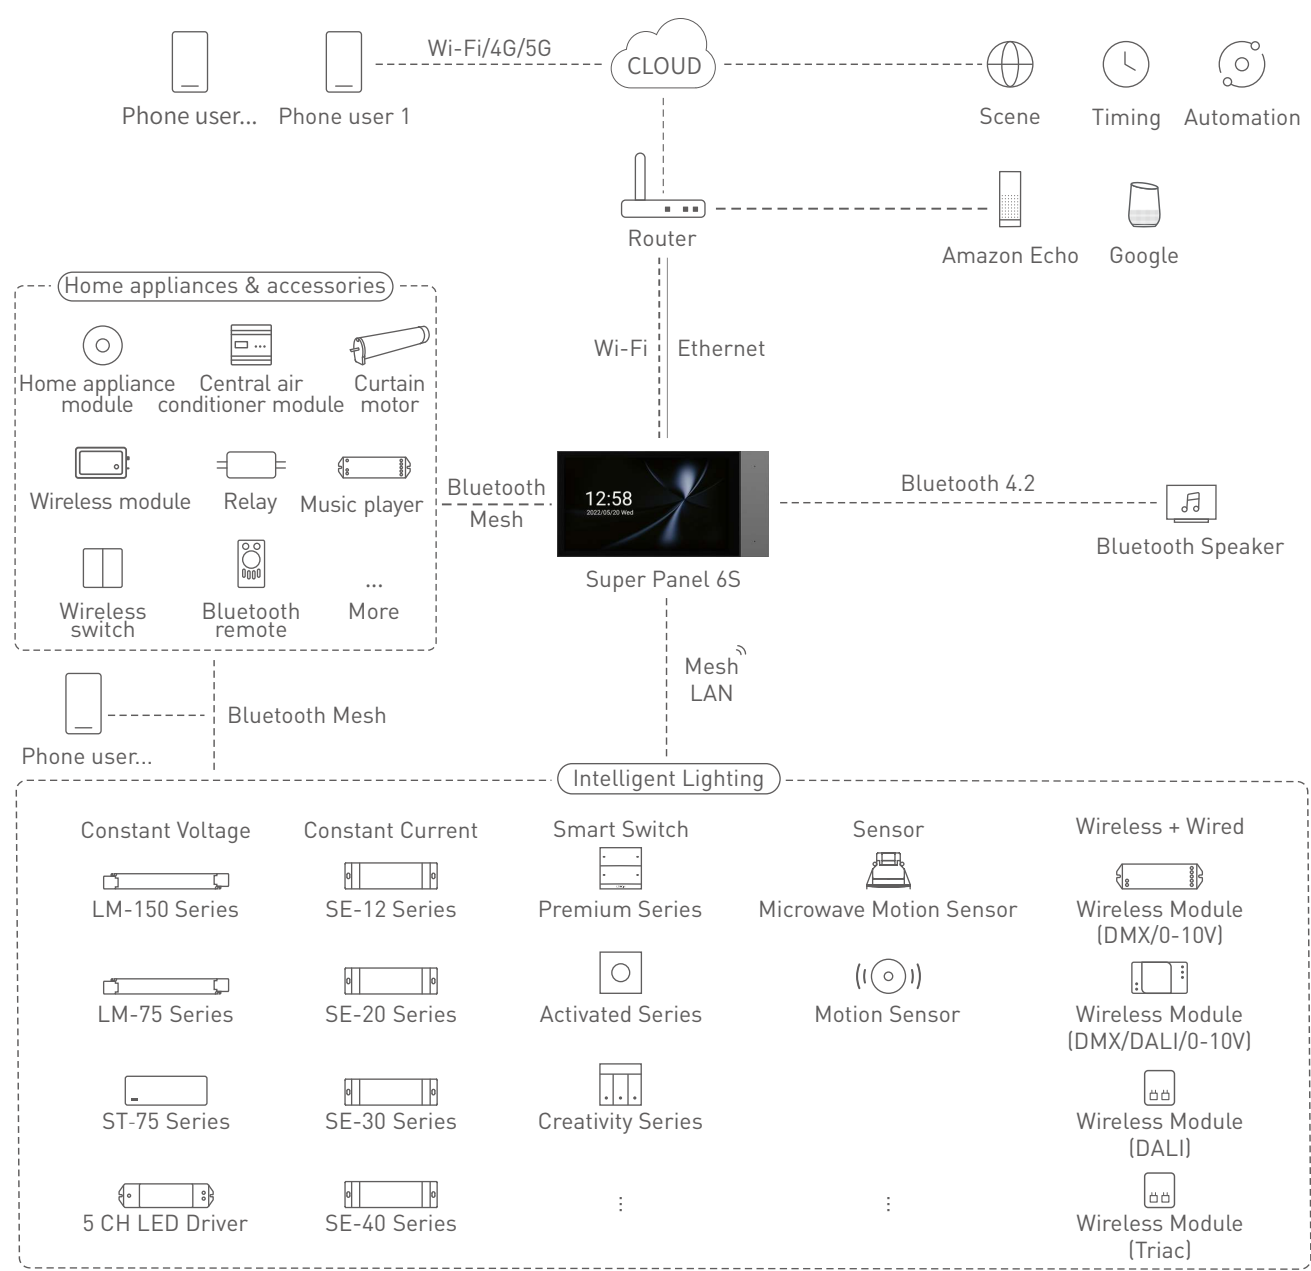 Wi-Fi/4G/5G
CLOUD
Phone user...
Phone user 1
Scene
Timing
Automation
Router
Amazon Echo
Google
Home appliances & accessories
Wi-Fi
Ethernet
Home appliance
module
Central air
conditioner module
Curtain
motor
Wireless module
Relay
Music player
Wireless
switch
Bluetooth
remote
...
More
Bluetooth
Mesh
12:58
2022/05/20 Wed
Super Panel 6S
Bluetooth 4.2
Bluetooth Speaker
Mesh
LAN
Phone user...
Bluetooth Mesh
Intelligent Lighting
Constant Voltage
LM-150 Series
LM-75 Series
ST-75 Series
5 CH LED Driver
Constant Current
SE-12 Series
SE-20 Series
SE-30 Series
SE-40 Series
Smart Switch
Premium Series
Activated Series
Creativity Series
⋮
Sensor
Microwave Motion Sensor
Motion Sensor
⋮
Wireless + Wired
Wireless Module
(DMX/0-10V)
Wireless Module
(DMX/DALI/0-10V)
Wireless Module
(DALI)
Wireless Module
(Triac)